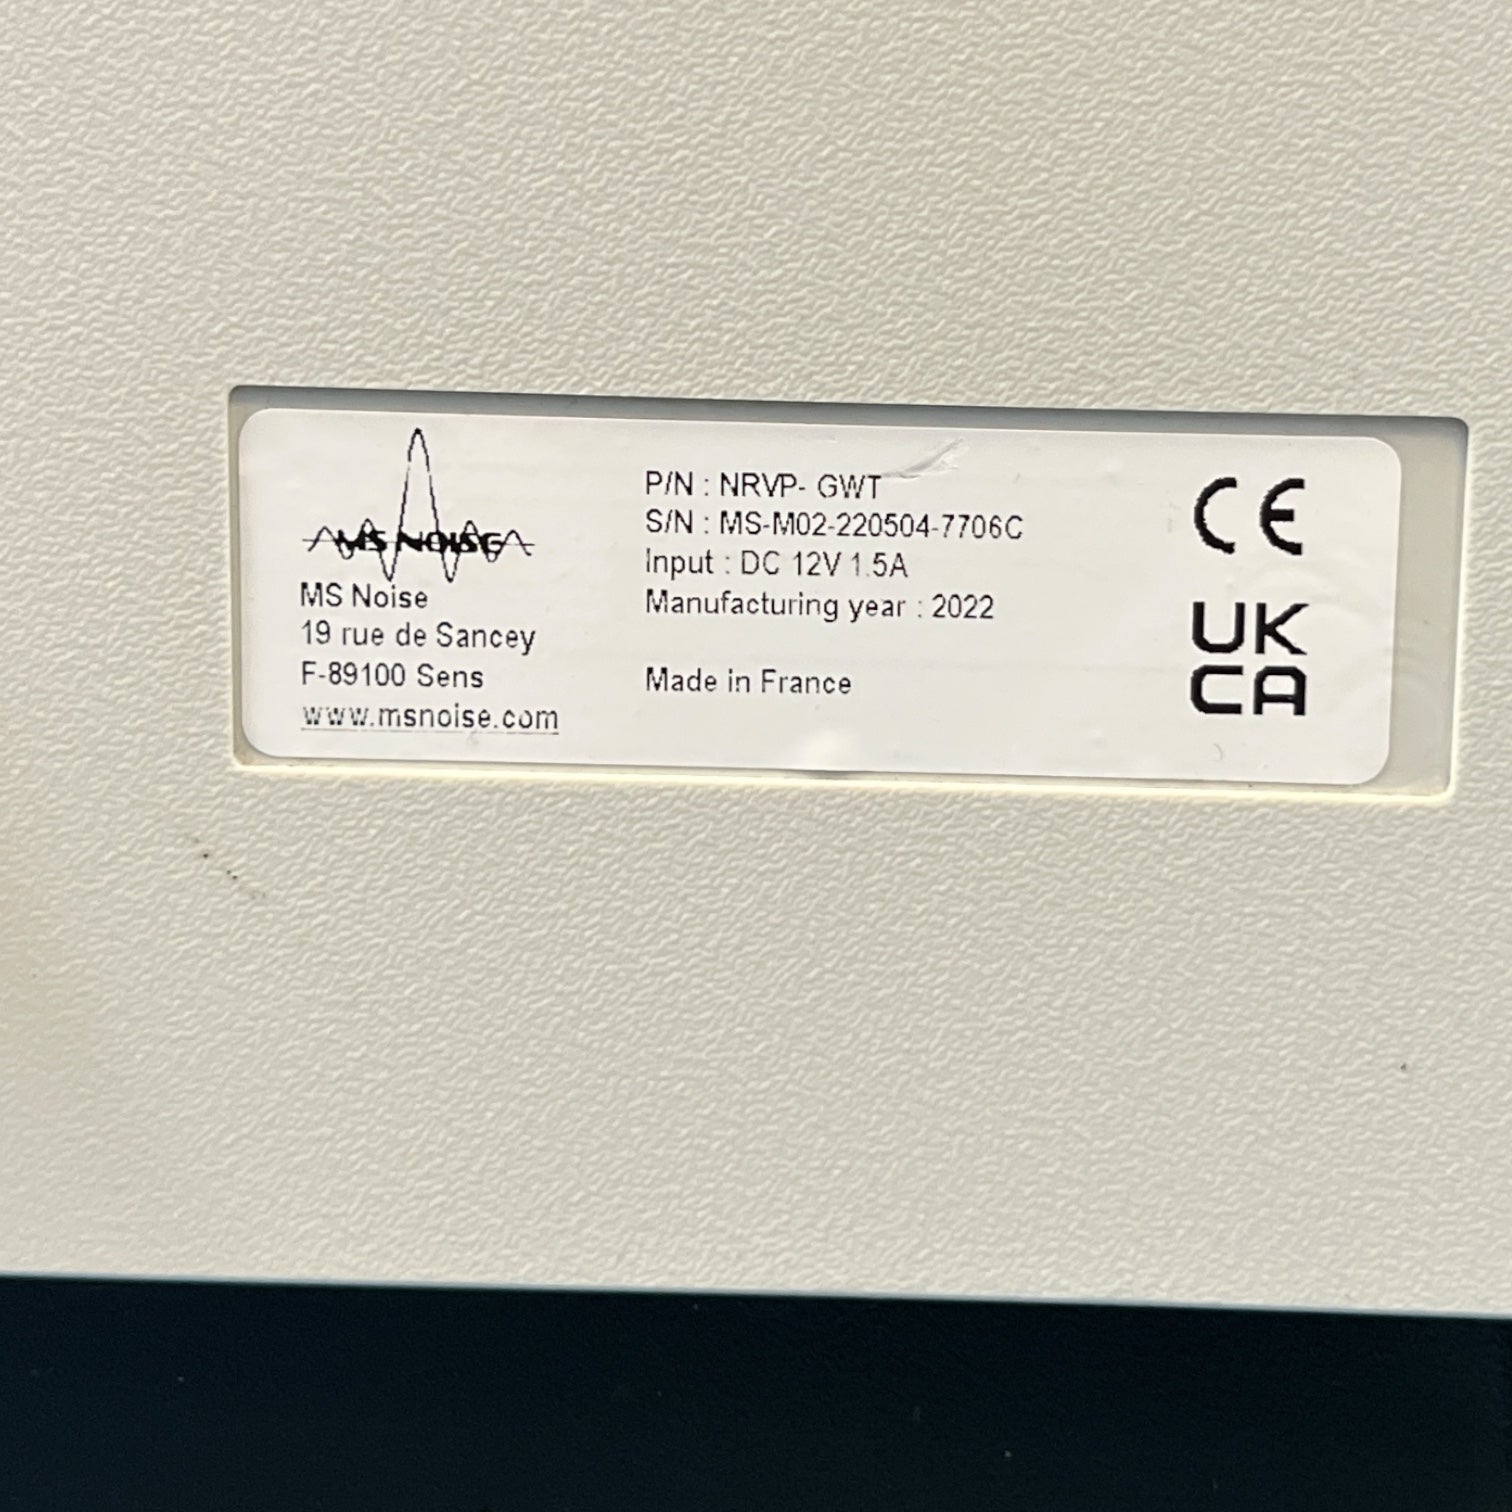 MS NOISE
MS Noise
19 rue de Sancey
F-89100 Sens
www.msnoise.com
P/N : NRVP- GWT
S/N : MS-M02-220504-7706C
Input : DC 12V 1.5A
Manufacturing year : 2022
Made in France
CE
UK
CA